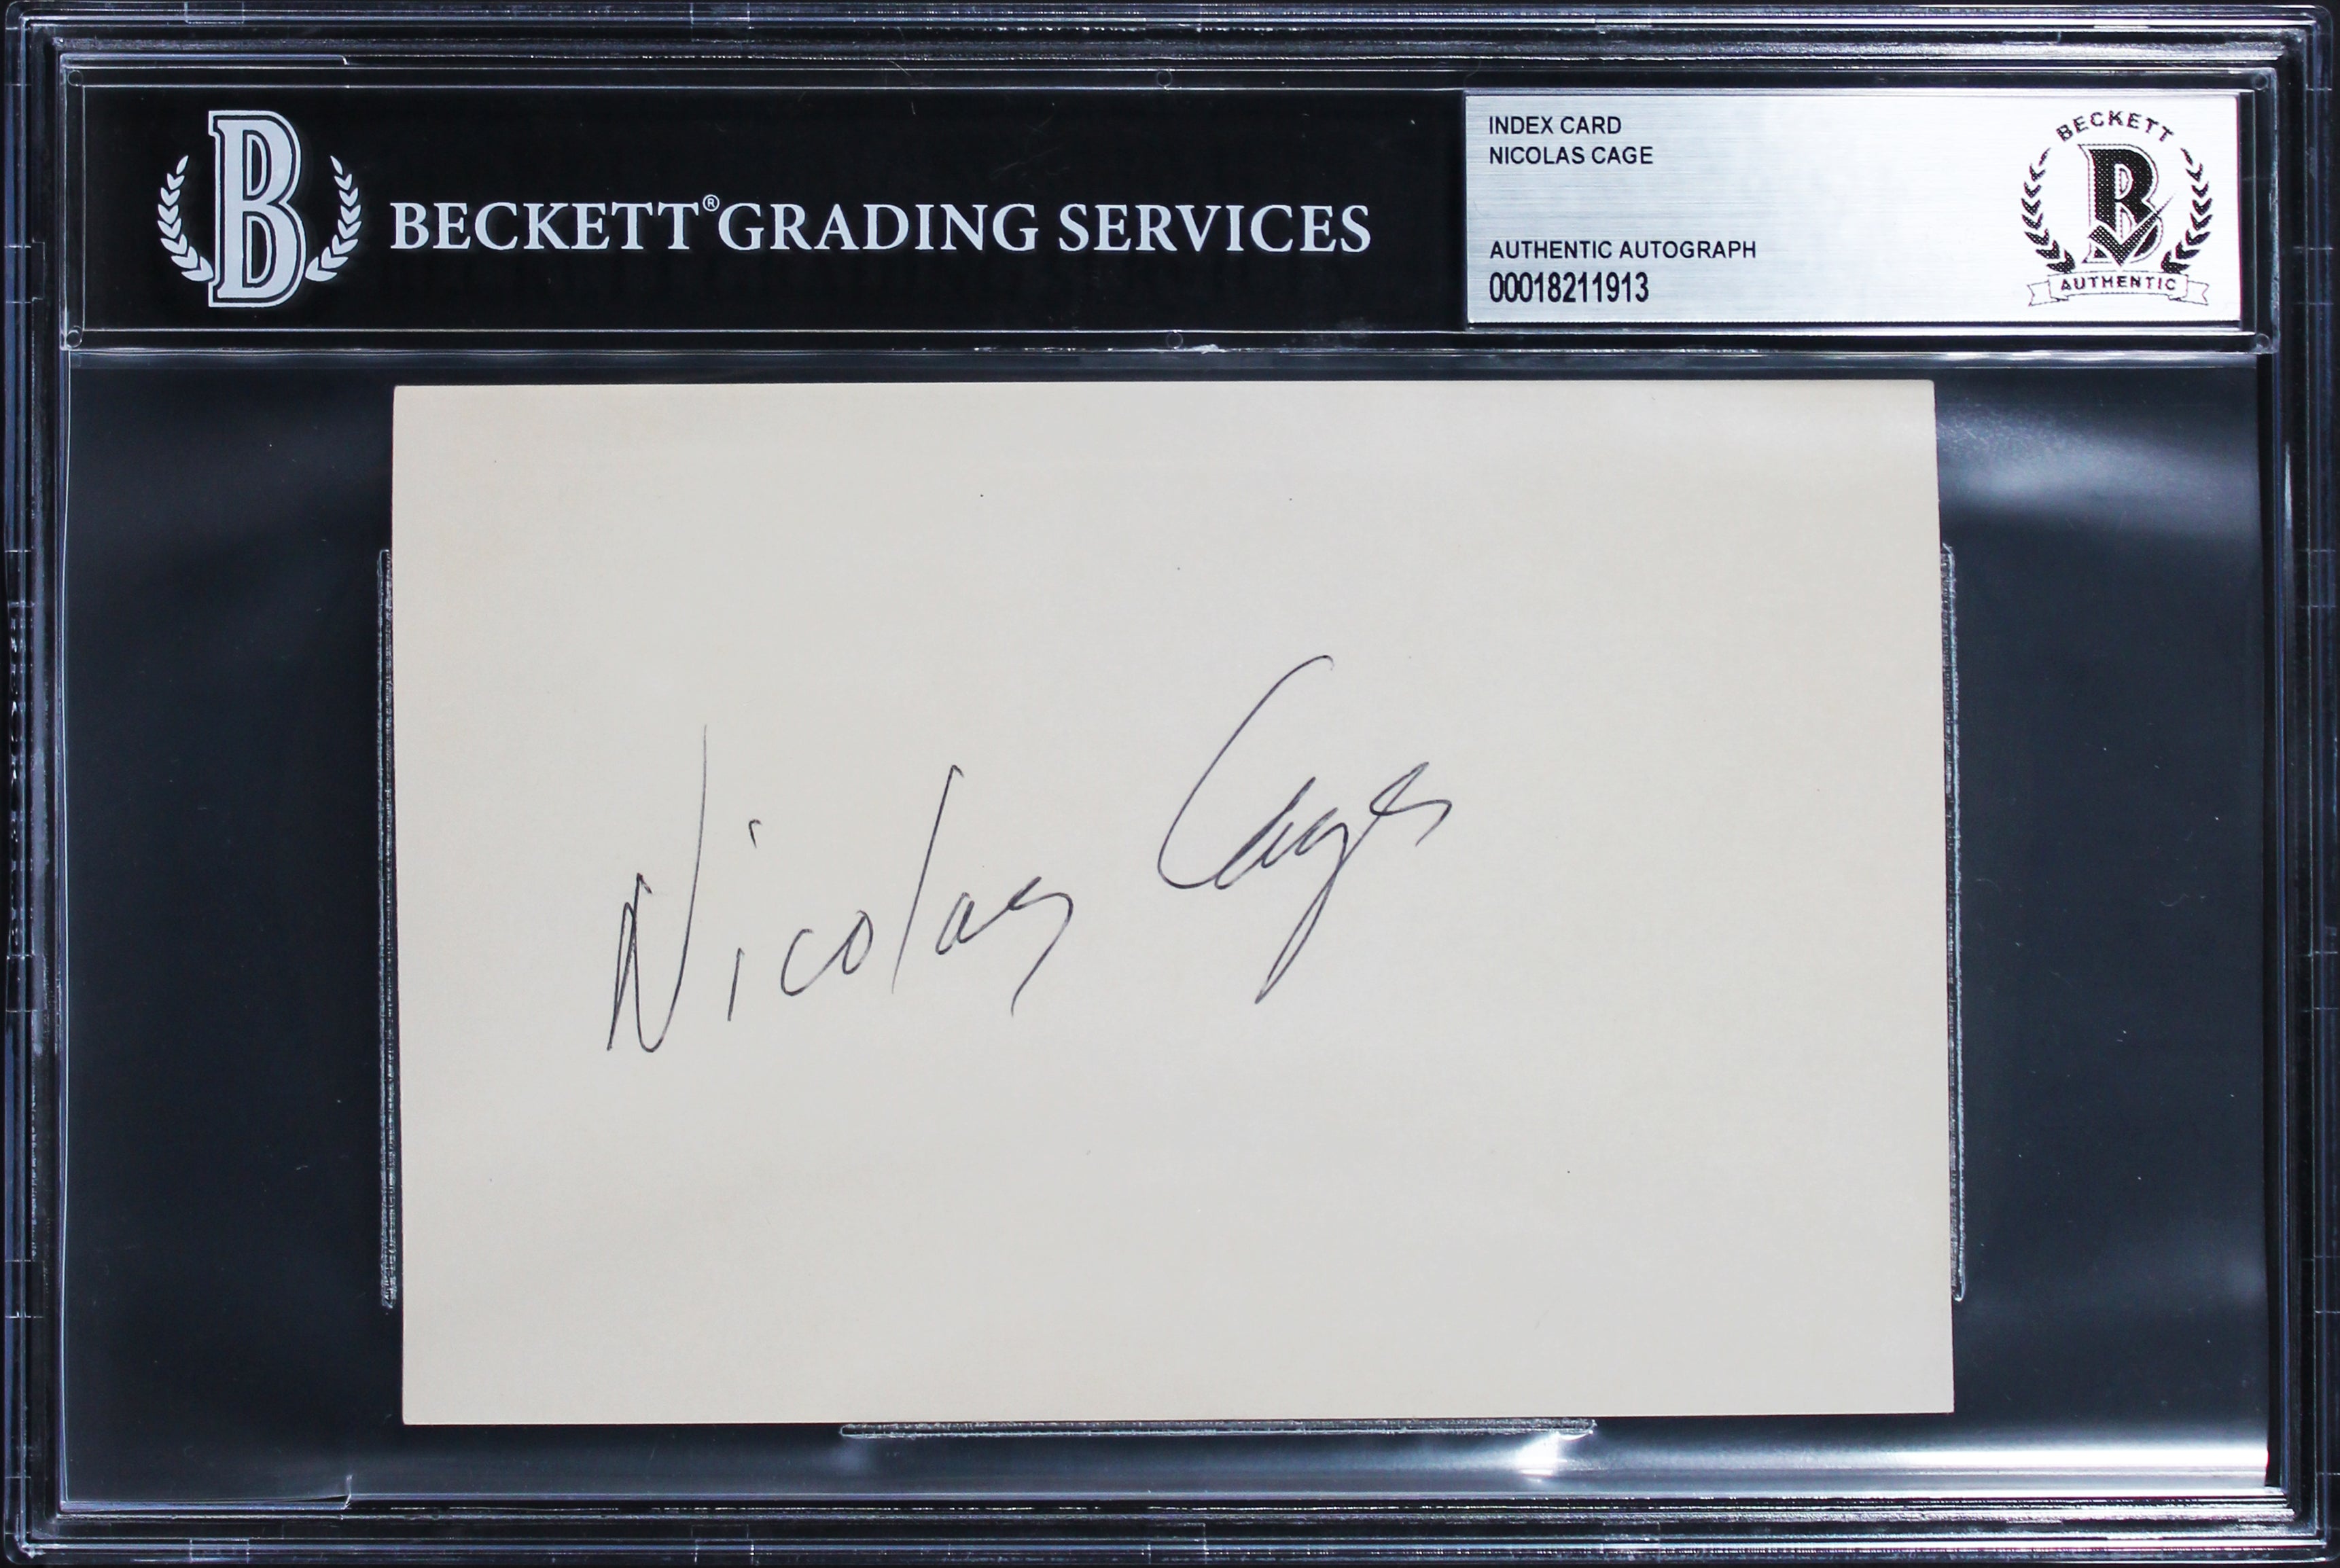 B
BECKETT® GRADING SERVICES
INDEX CARD
NICOLAS CAGE
AUTHENTIC AUTOGRAPH
00018211913
BECKETT
B
AUTHENTIC
Nicolas Cage